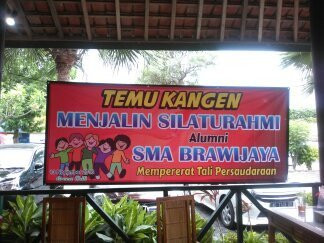 TEMU KANGEN
MENJALIN SILATURAHMI
Alumni
SMA BRAWIJAYA
Mempererat Tali Persaudaraan